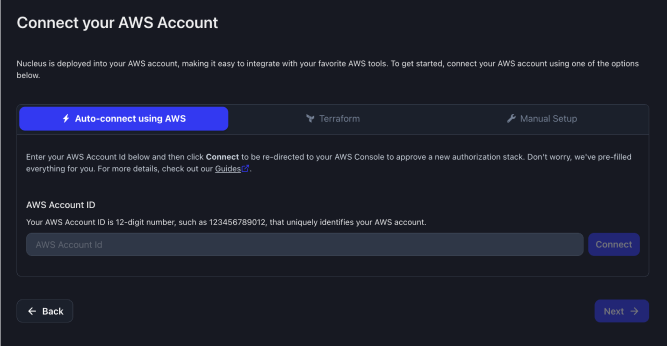 Connect your AWS Account
Nucleus is deployed into your AWS account, making it easy to integrate with your favorite AWS tools. To get started, connect your AWS account using one of the options
below.
Auto-connect using AWS
Terraform
Manual Setup
Enter your AWS Account Id below and then click Connect to be re-directed to your AWS Console to approve a new authorization stack. Don't worry, we've pre-filled
everything for you. For more details, check out our Guides.
AWS Account ID
Your AWS Account ID is 12-digit number, such as 123456789012, that uniquely identifies your AWS account.
AWS Account Id
Connect
Back
Next